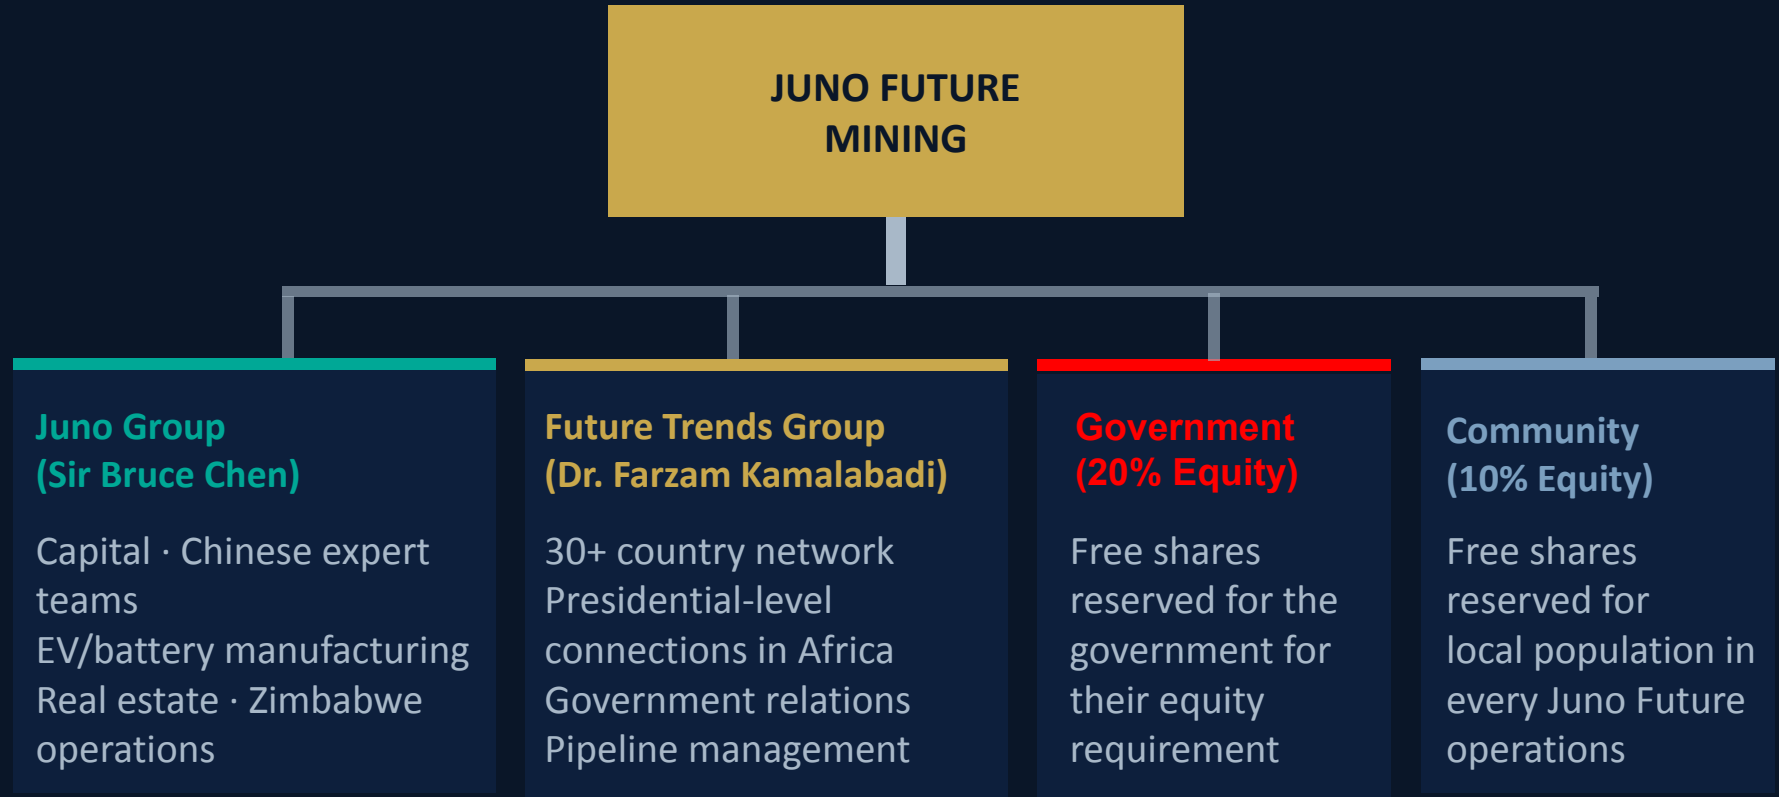 JUNO FUTURE
MINING
Juno Group
(Sir Bruce Chen)
Capital · Chinese expert
teams
EV/battery manufacturing
Real estate · Zimbabwe
operations
Future Trends Group
(Dr. Farzam Kamalabadi)
30+ country network
Presidential-level
connections in Africa
Government relations
Pipeline management
Government
(20% Equity)
Free shares
reserved for the
government for
their equity
requirement
Community
(10% Equity)
Free shares
reserved for
local population in
every Juno Future
operations